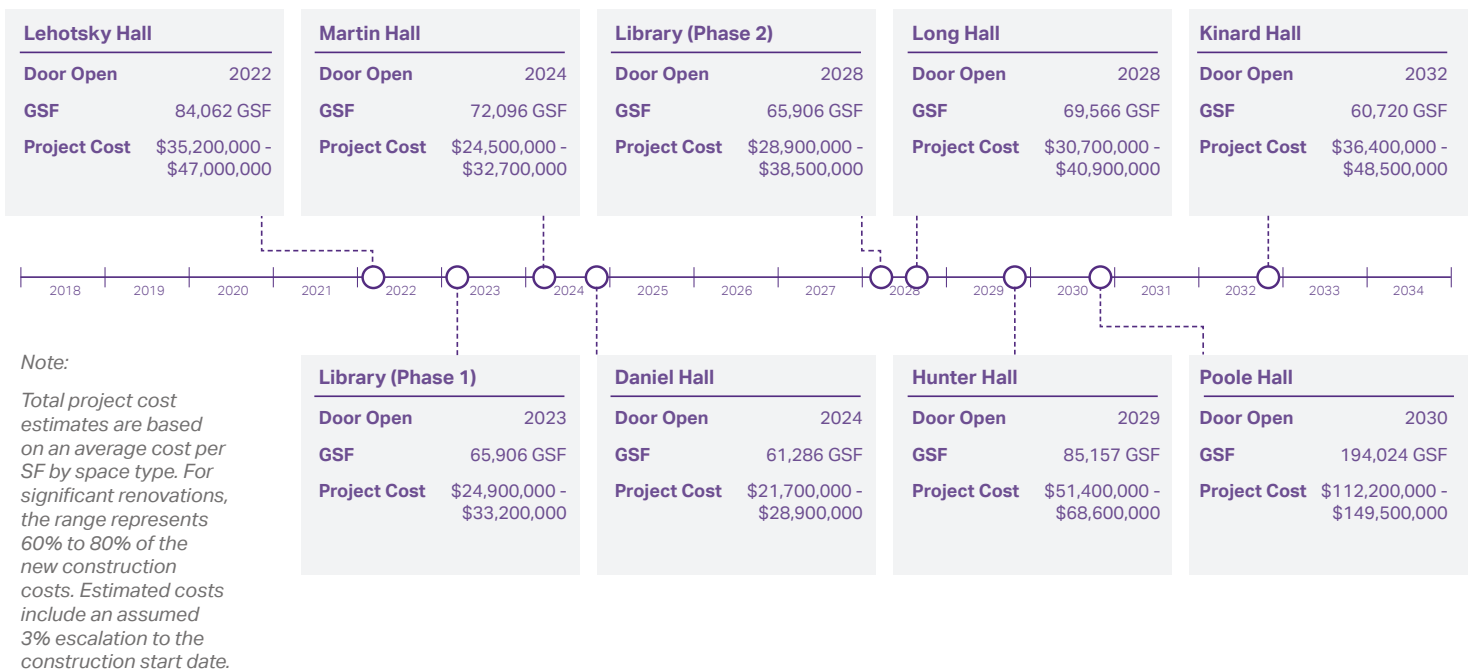 Lehotsky Hall
Door Open 2022
GSF 84,062 GSF
Project Cost $35,200,000 -
$47,000,000
Martin Hall
Door Open 2024
GSF 72,096 GSF
Project Cost $24,500,000 -
$32,700,000
Library (Phase 2)
Door Open 2028
GSF 65,906 GSF
Project Cost $28,900,000 -
$38,500,000
Long Hall
Door Open 2028
GSF 69,566 GSF
Project Cost $30,700,000 -
$40,900,000
Kinard Hall
Door Open 2032
GSF 60,720 GSF
Project Cost $36,400,000 -
$48,500,000
2018 2019 2020 2021 2022 2023 2024 2025 2026 2027 2028 2029 2030 2031 2032 2033 2034
Note:
Total project cost
estimates are based
on an average cost per
SF by space type. For
significant renovations,
the range represents
60% to 80% of the
new construction
costs. Estimated costs
include an assumed
3% escalation to the
construction start date.
Library (Phase 1)
Door Open 2023
GSF 65,906 GSF
Project Cost $24,900,000 -
$33,200,000
Daniel Hall
Door Open 2024
GSF 61,286 GSF
Project Cost $21,700,000 -
$28,900,000
Hunter Hall
Door Open 2029
GSF 85,157 GSF
Project Cost $51,400,000 -
$68,600,000
Poole Hall
Door Open 2030
GSF 194,024 GSF
Project Cost $112,200,000 -
$149,500,000